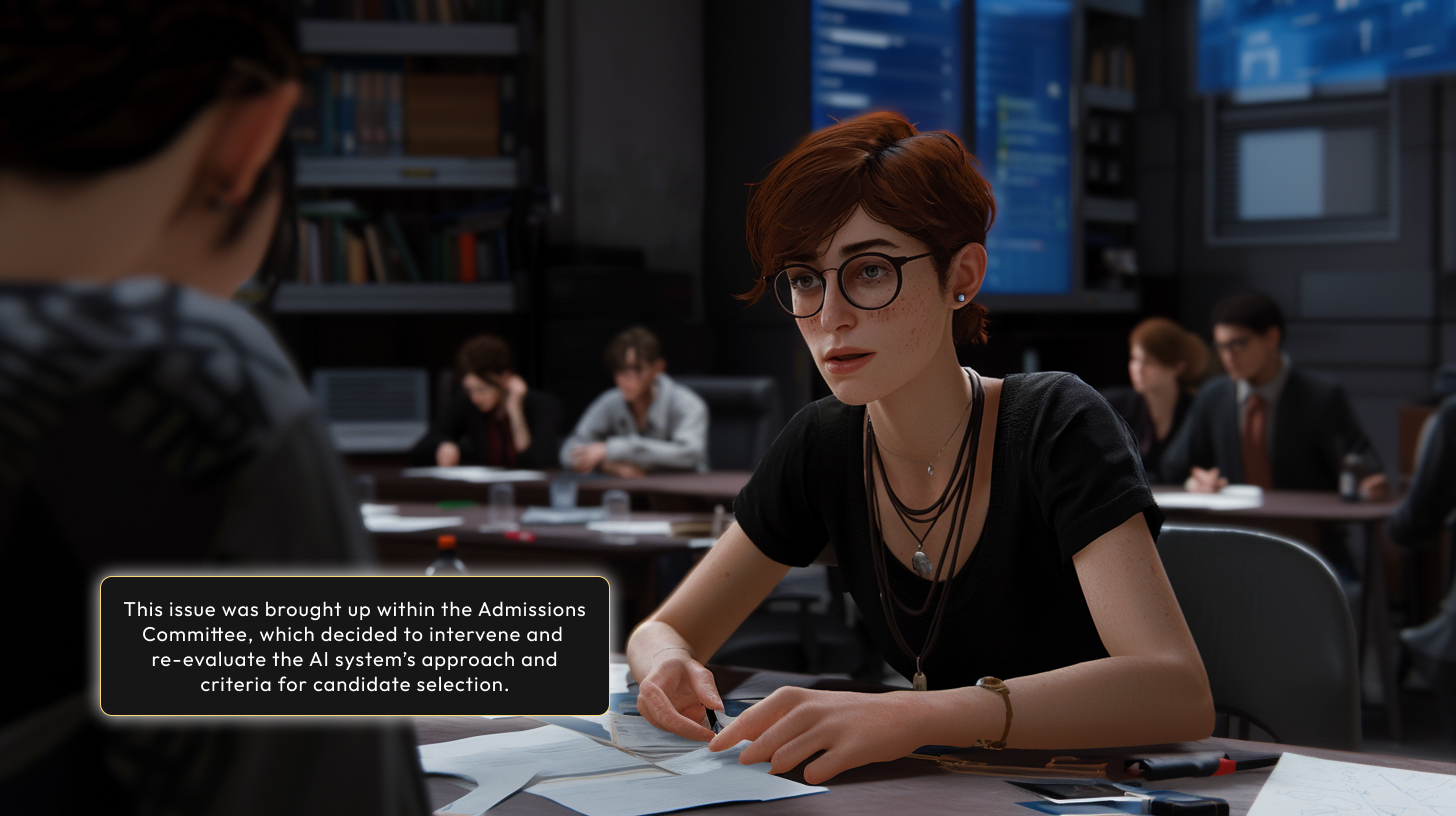 This issue was brought up within the Admissions
Committee, which decided to intervene and
re-evaluate the AI system's approach and
criteria for candidate selection.